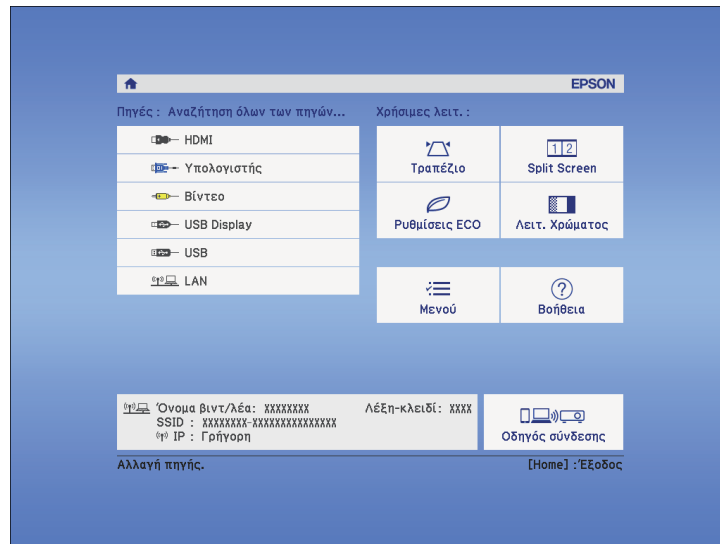 EPSON
Πηγές : Αναζήτηση όλων των πηγών...
HDMI
Υπολογιστής
Βίντεο
USB Display
USB
LAN
Χρήσιμες λειτ. :
Τραπέζιο
1 2
Split Screen
Ρυθμίσεις ECO
Λειτ. Χρώματος
Μενού
?
Βοήθεια
Όνομα βιντ/λέα: XXXXXXXX Λέξη-κλειδί: XXXX
SSID : XXXXXXXX-XXXXXXXXXXXXXXX
IP : Γρήγορη
Οδηγός σύνδεσης
Αλλαγή πηγής. [Home] :Έξοδος